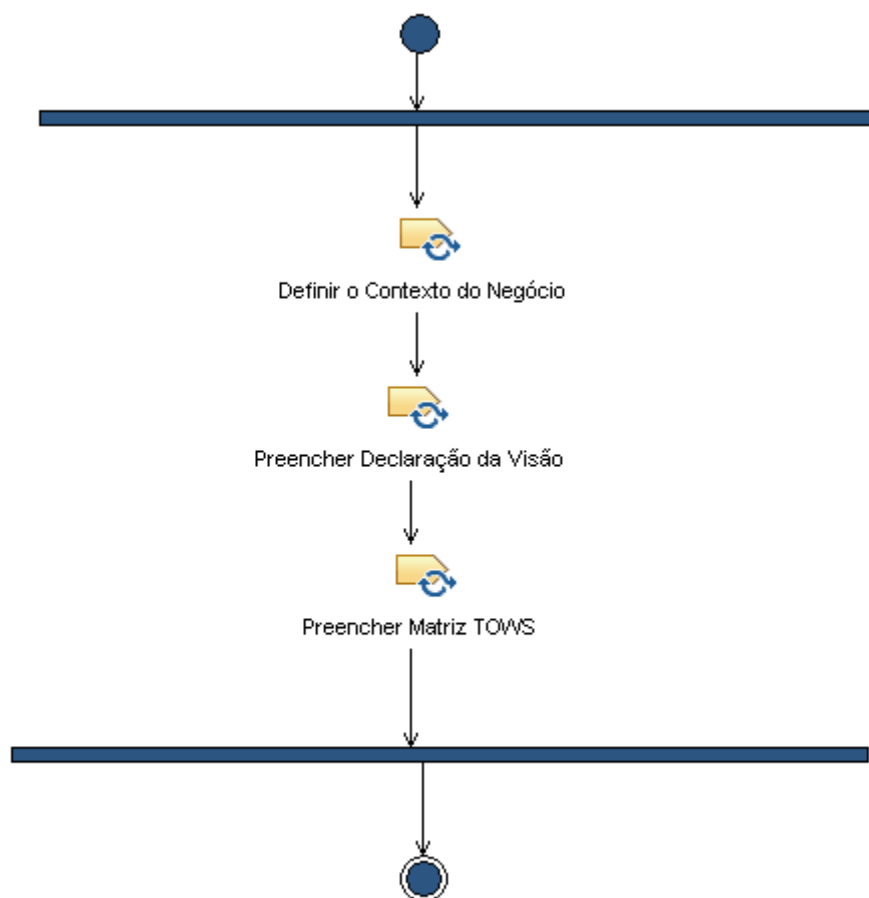 Definir o Contexto do Negócio
Preencher Declaração da Visão
Preencher Matriz TOWS